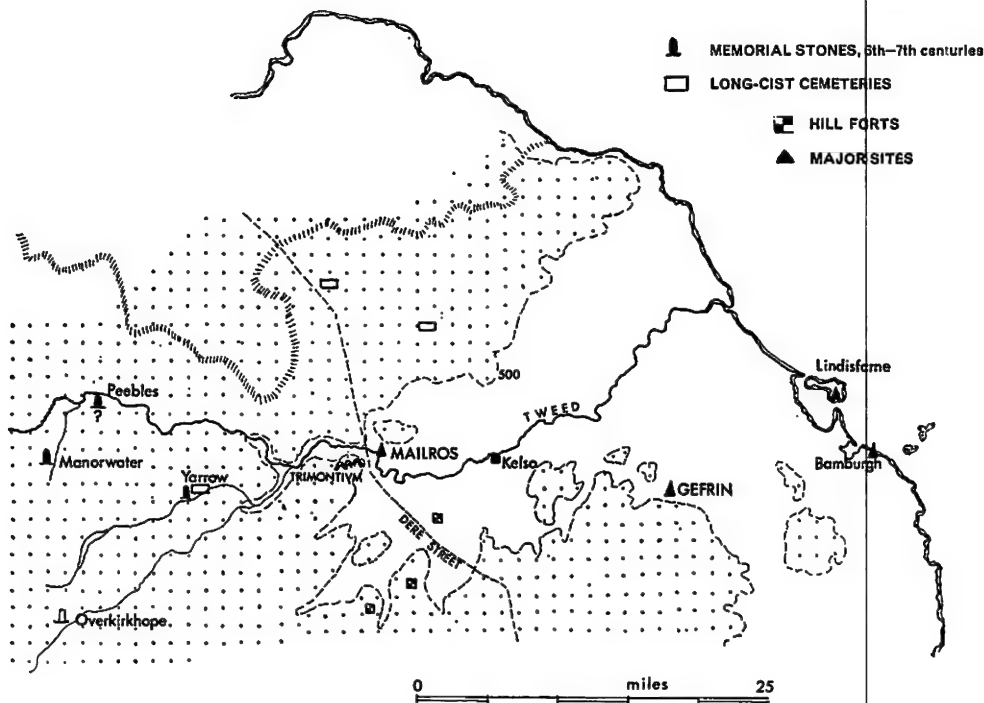 MEMORIAL STONES, 6th—7th centuries
LONG-CIST CEMETERIES
HILL FORTS
MAJOR SITES
500
Lindisfarne
Peebles
?
TWEED
Manorwater
MAILROS
Kelso
Bamburgh
Yarrow
TRIMONTIVM
GEFRIN
DERE STREET
Overkirkhope
0 miles 25